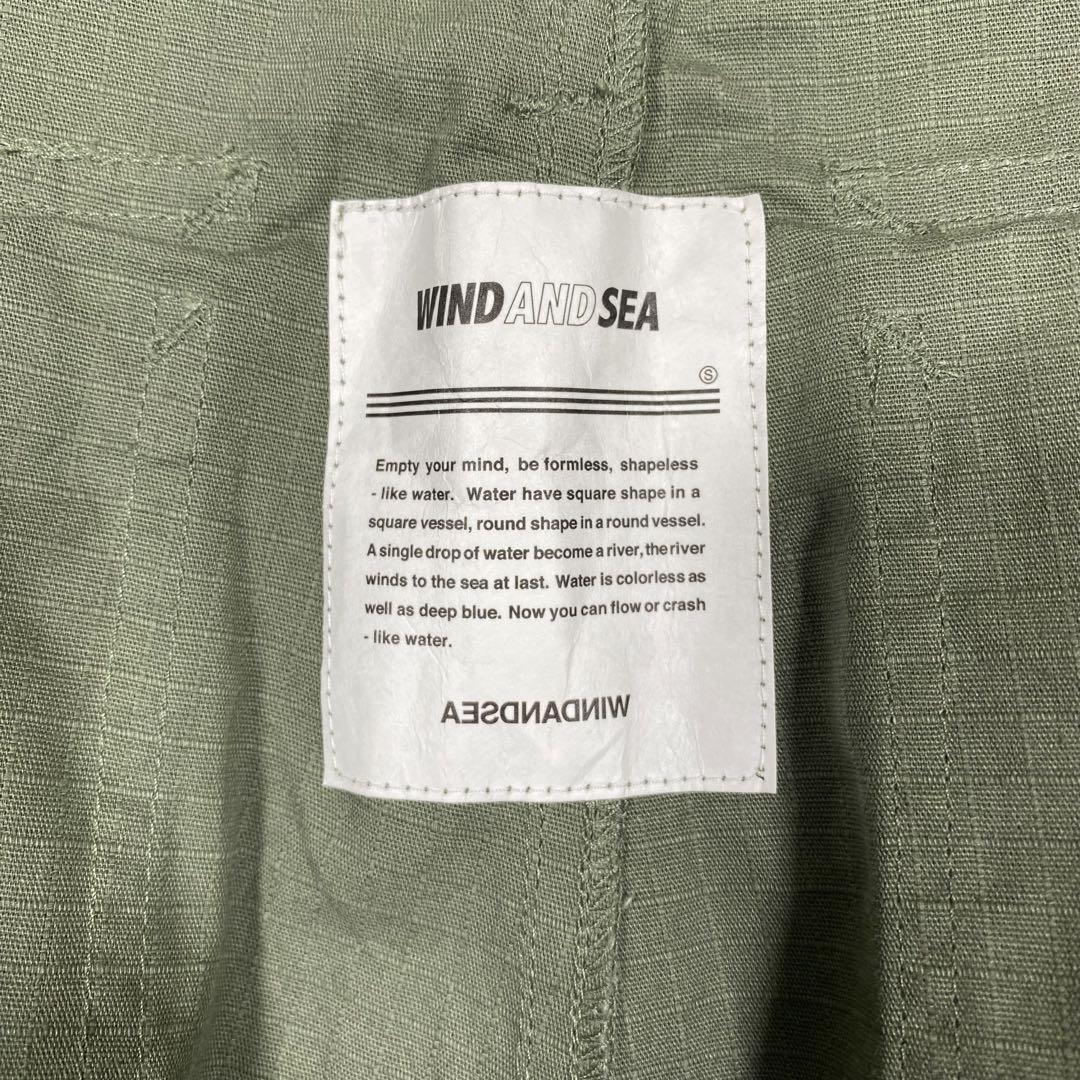 WINDANDSEA
Ⓢ
Empty your mind, be formless, shapeless
- like water. Water have square shape in a
square vessel, round shape in a round vessel.
A single drop of water become a river, the river
winds to the sea at last. Water is colorless as
well as deep blue. Now you can flow or crash
- like water.
WINDANDSEA